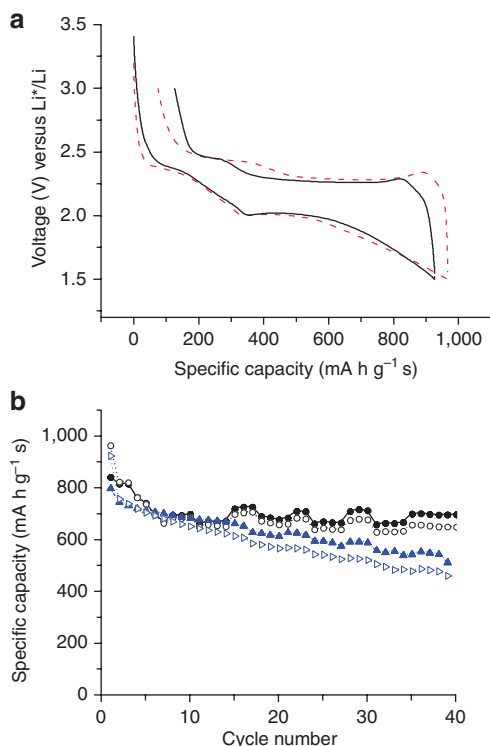 a
3.5
3.0
2.5
2.0
1.5
Voltage (V) versus Li*/Li
0 200 400 600 800 1,000
Specific capacity (mA h g⁻¹ s)
b
1,000
800
600
400
200
0
Specific capacity (mA h g⁻¹ s)
0 10 20 30 40
Cycle number